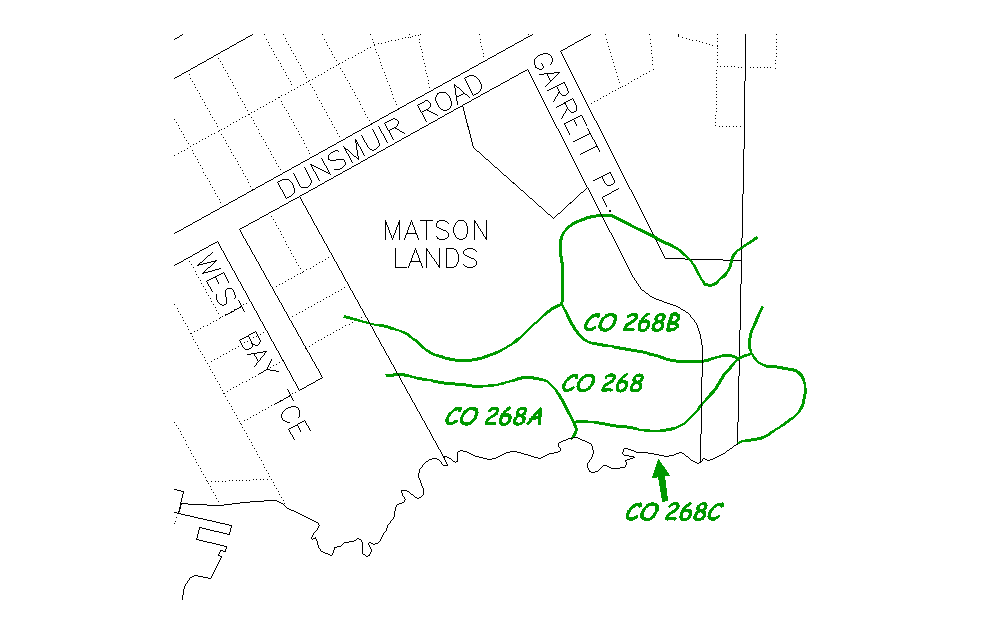 GARRETT PL.
DUNSMUIR ROAD
MATSON
LANDS
WEST BAY TCE
CO 268B
CO 268
CO 268A
CO 268C